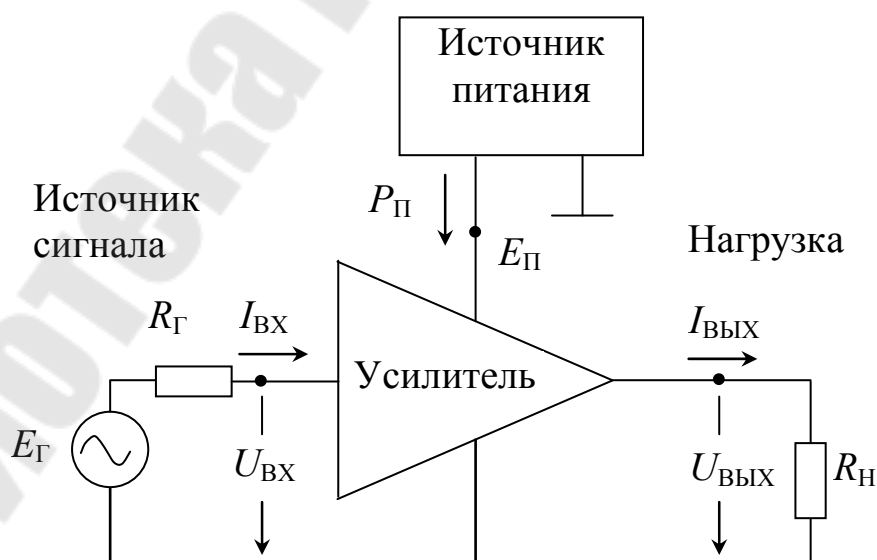 Источник
питания
Источник
сигнала
P_П
E_П
Нагрузка
R_Г
I_ВХ
I_ВЫХ
Усилитель
E_Г
U_ВХ
U_ВЫХ
R_Н